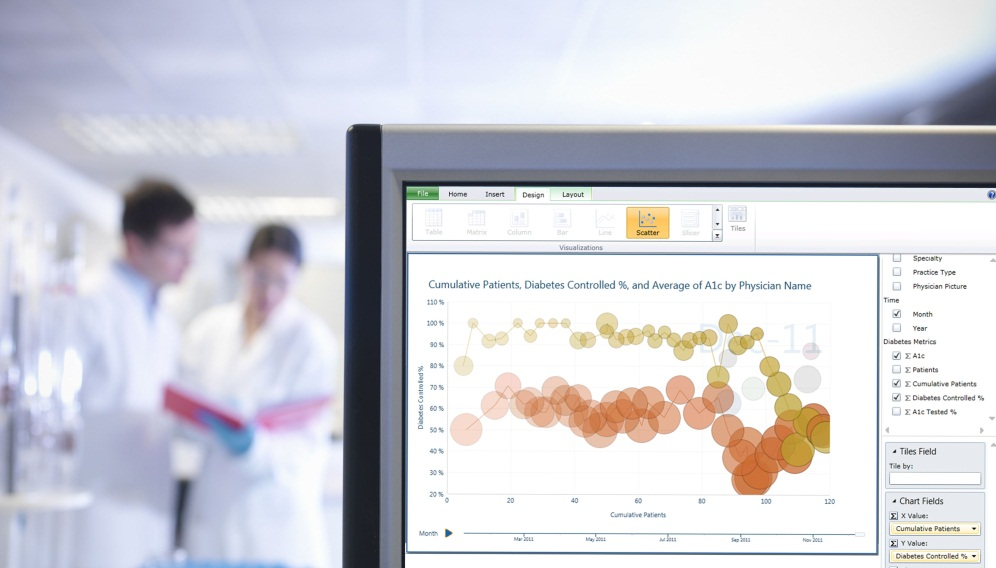 File Home Insert Design Layout
Table Matrix Column Bar Line Scatter Slicer Tiles
Visualizations
Cumulative Patients, Diabetes Controlled %, and Average of A1c by Physician Name
110 %
100 %
90 %
80 %
70 %
60 %
50 %
40 %
30 %
20 %
Diabetes Controlled %
0 20 40 60 80 100 120
Cumulative Patients
Month
Mar 2011 May 2011 Jul 2011 Sep 2011 Nov 2011
Specialty
Practice Type
Physician Picture
Time
Month
Year
Diabetes Metrics
Σ A1c
Σ Patients
Σ Cumulative Patients
Σ Diabetes Controlled %
Σ A1c Tested %
Tiles Field
Tile by:
Chart Fields
Σ X Value:
Cumulative Patients
Σ Y Value:
Diabetes Controlled %